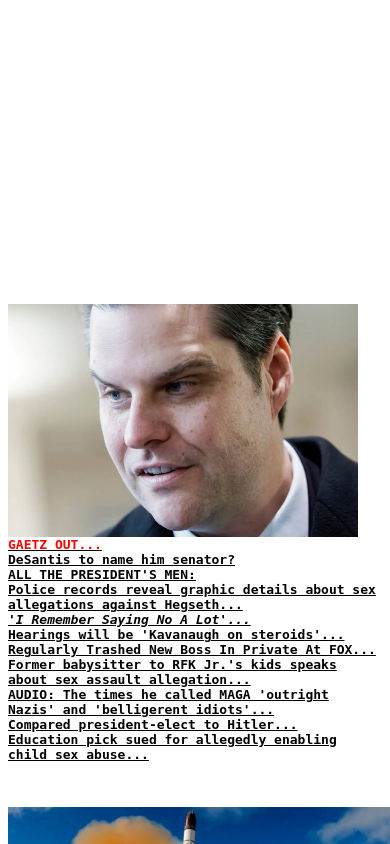 GAETZ OUT...
DeSantis to name him senator?
ALL THE PRESIDENT'S MEN:
Police records reveal graphic details about sex
allegations against Hegseth...
'I Remember Saying No A Lot'...
Hearings will be 'Kavanaugh on steroids'...
Regularly Trashed New Boss In Private At FOX...
Former babysitter to RFK Jr.'s kids speaks
about sex assault allegation...
AUDIO: The times he called MAGA 'outright
Nazis' and 'belligerent idiots'...
Compared president-elect to Hitler...
Education pick sued for allegedly enabling
child sex abuse...